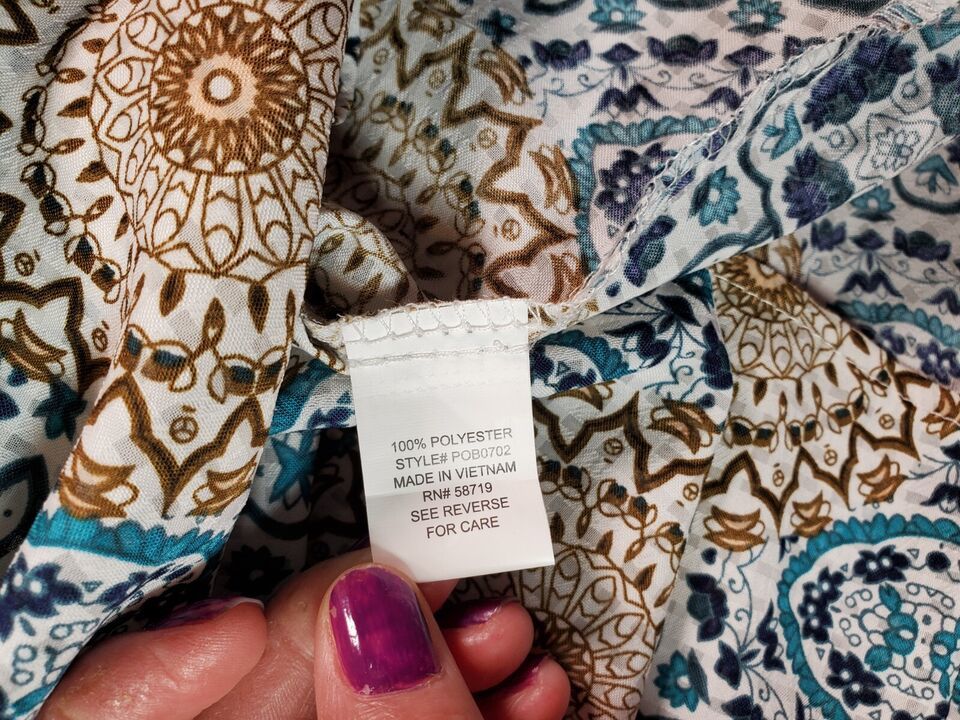 100% POLYESTER
STYLE# POB0702
MADE IN VIETNAM
RN# 58719
SEE REVERSE
FOR CARE